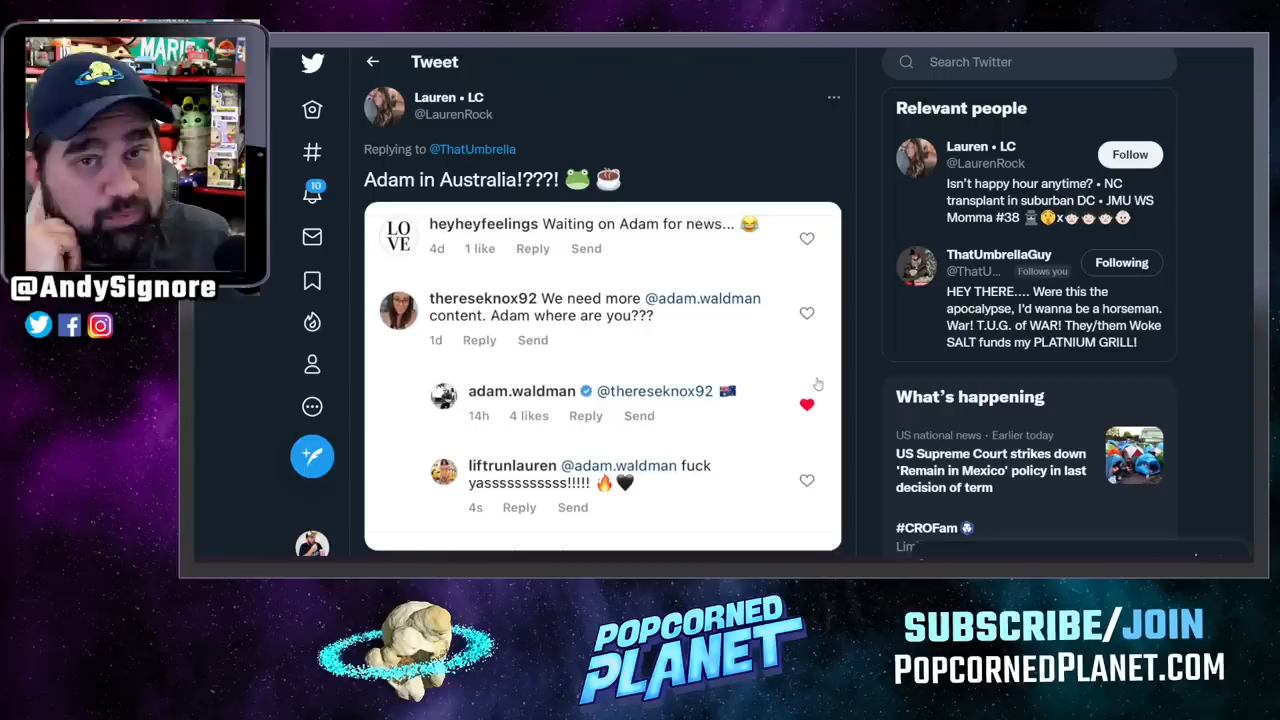 MARIE
@AndySignore
Tweet
Lauren • LC
@LaurenRock
Replying to @ThatUmbrella
Adam in Australia!???! 🐸 ☕
LO
VE
heyheyfeelings Waiting on Adam for news... 😂
4d 1 like Reply Send
thereseknox92 We need more @adam.waldman
content. Adam where are you???
1d Reply Send
adam.waldman @thereseknox92 🇦🇺
14h 4 likes Reply Send
liftrunlauren @adam.waldman fuck
yasssssssssss!!!!! 🔥🖤
4s Reply Send
10
Search Twitter
Relevant people
Lauren • LC
@LaurenRock
Follow
Isn't happy hour anytime? • NC
transplant in suburban DC • JMU WS
Momma #38
ThatUmbrellaGuy
@ThatU... Follows you
Following
HEY THERE.... Were this the
apocalypse, I'd wanna be a horseman.
War! T.U.G. of WAR! They/them Woke
SALT funds my PLATNIUM GRILL!
What's happening
US national news · Earlier today
US Supreme Court strikes down
'Remain in Mexico' policy in last
decision of term
#CROFam
POPCORNED
PLANET
SUBSCRIBE/JOIN
POPCORNEDPLANET.COM